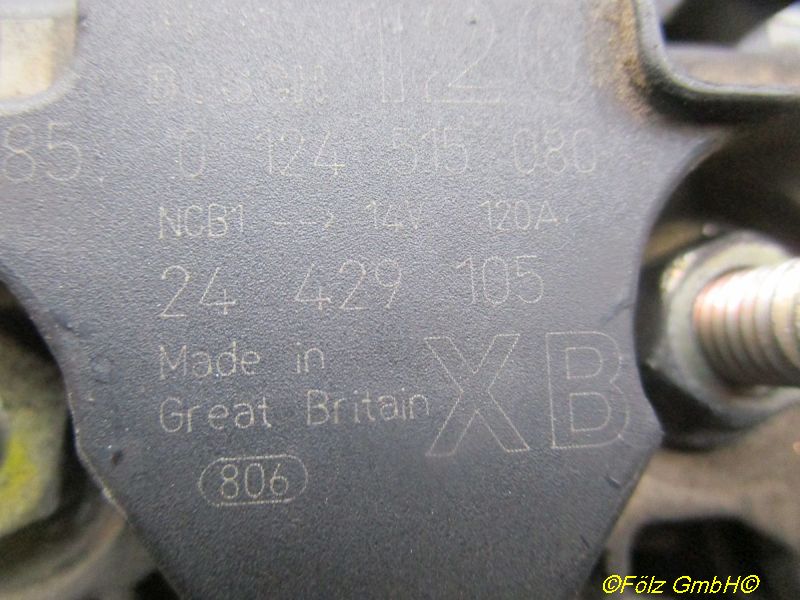 BOSCH 120
85. 0 124 515 080
NCB1 --> 14V 120A
24 429 105
Made in
Great Britain XB
806
©Fölz GmbH©